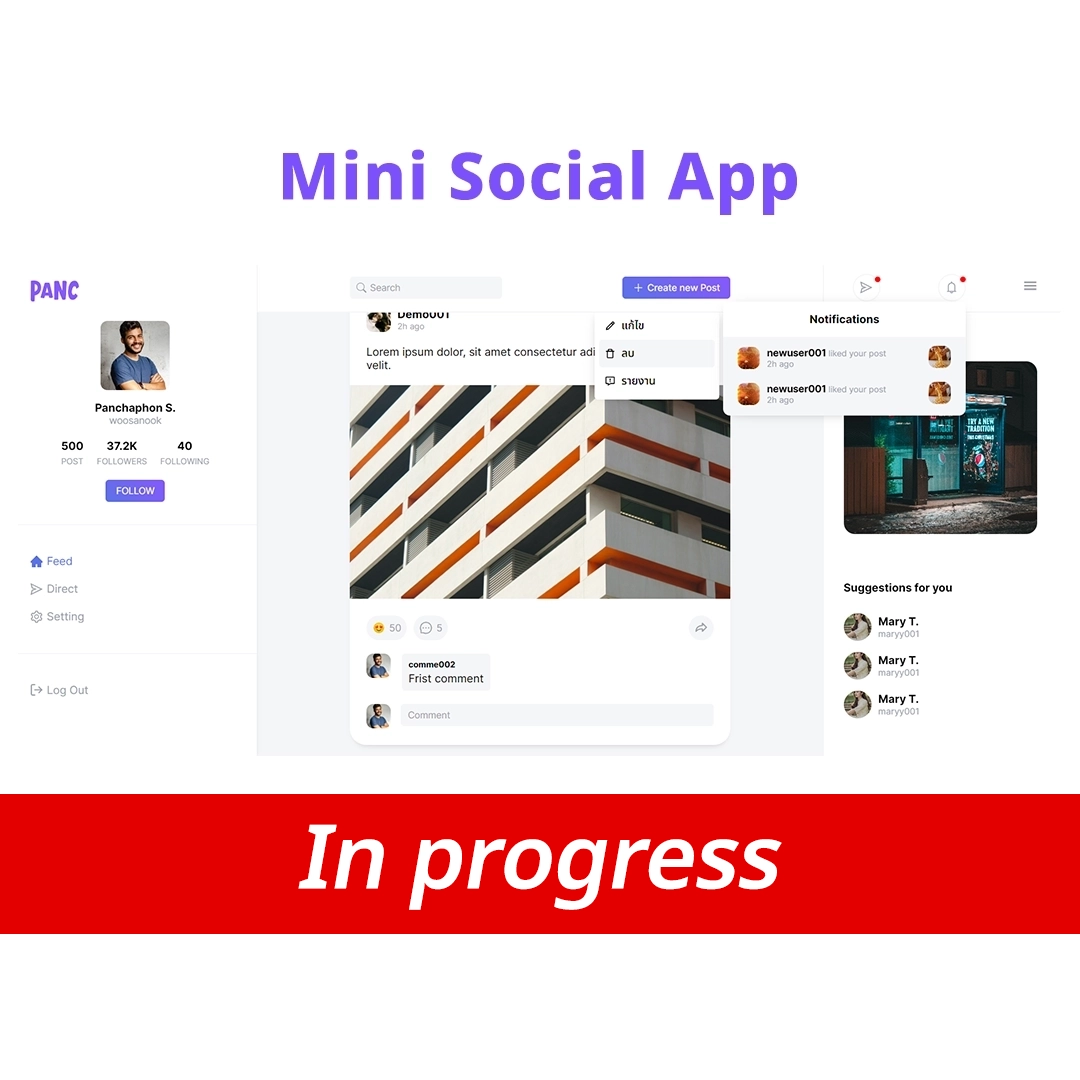 Mini Social App
PANC
Search
Create new Post
Panchaphon S.
woosanook
500
37.2K
40
POST
FOLLOWERS
FOLLOWING
FOLLOW
Feed
Direct
Setting
Log Out
Demo001
2h ago
Lorem ipsum dolor, sit amet consectetur adi
velit.
แก้ไข
ลบ
รายงาน
50
5
comme002
Frist comment
Comment
Notifications
newuser001 liked your post
2h ago
newuser001 liked your post
2h ago
TRY A NEW
TRADITION
THIS CHRISTMAS
Suggestions for you
Mary T.
maryy001
Mary T.
maryy001
Mary T.
maryy001
In progress